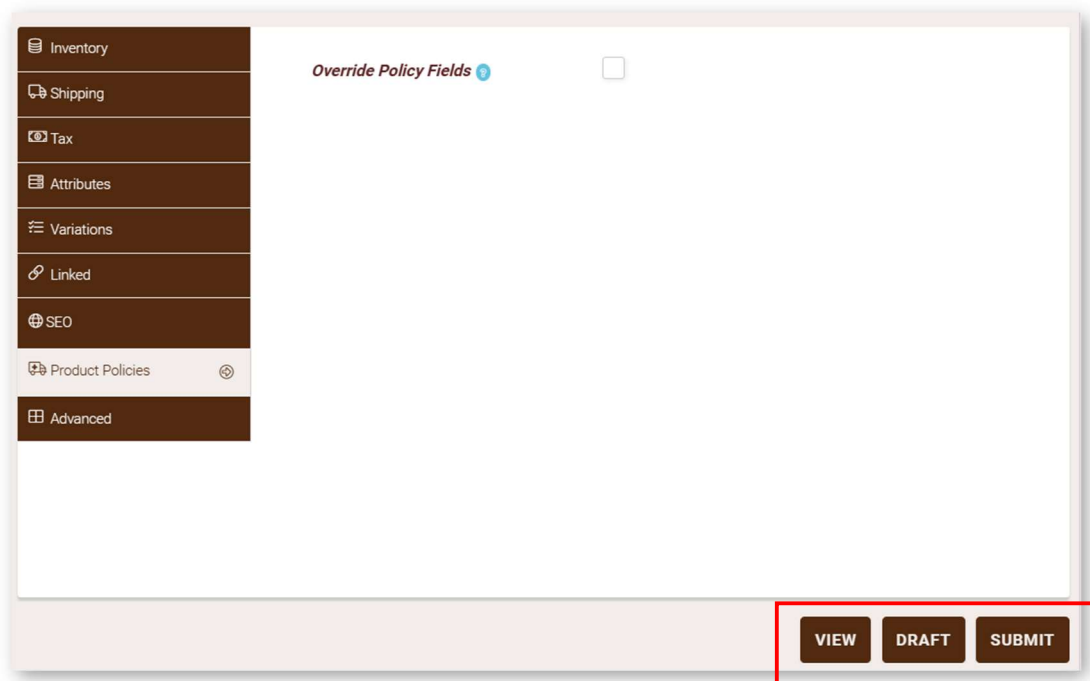 Inventory
Override Policy Fields
Shipping
Tax
Attributes
Variations
Linked
SEO
Product Policies
Advanced
VIEW DRAFT SUBMIT